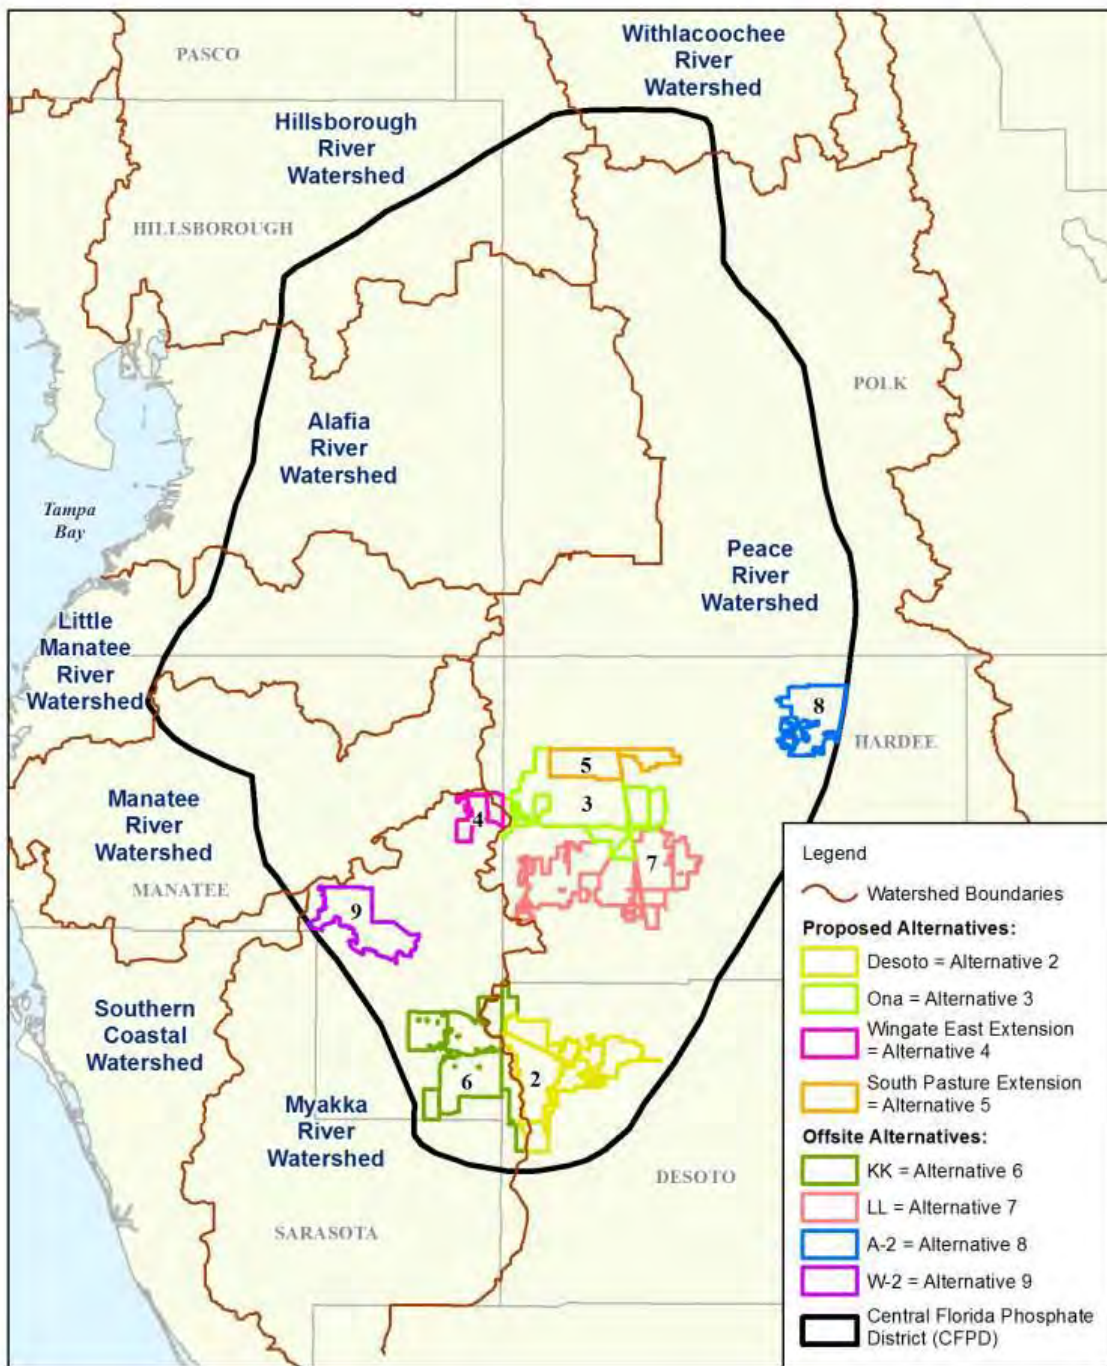 PASCO
Withlacoochee
River
Watershed
Hillsborough
River
Watershed
HILLSBOROUGH
POLK
Alafia
River
Watershed
Tampa
Bay
Peace
River
Watershed
Little
Manatee
River
Watershed
8
HARDEE
5
3
4
7
Manatee
River
Watershed
MANATEE
9
Southern
Coastal
Watershed
6
2
Myakka
River
Watershed
DESOTO
SARASOTA
Legend
Watershed Boundaries
Proposed Alternatives:
Desoto = Alternative 2
Ona = Alternative 3
Wingate East Extension
= Alternative 4
South Pasture Extension
= Alternative 5
Offsite Alternatives:
KK = Alternative 6
LL = Alternative 7
A-2 = Alternative 8
W-2 = Alternative 9
Central Florida Phosphate
District (CFPD)